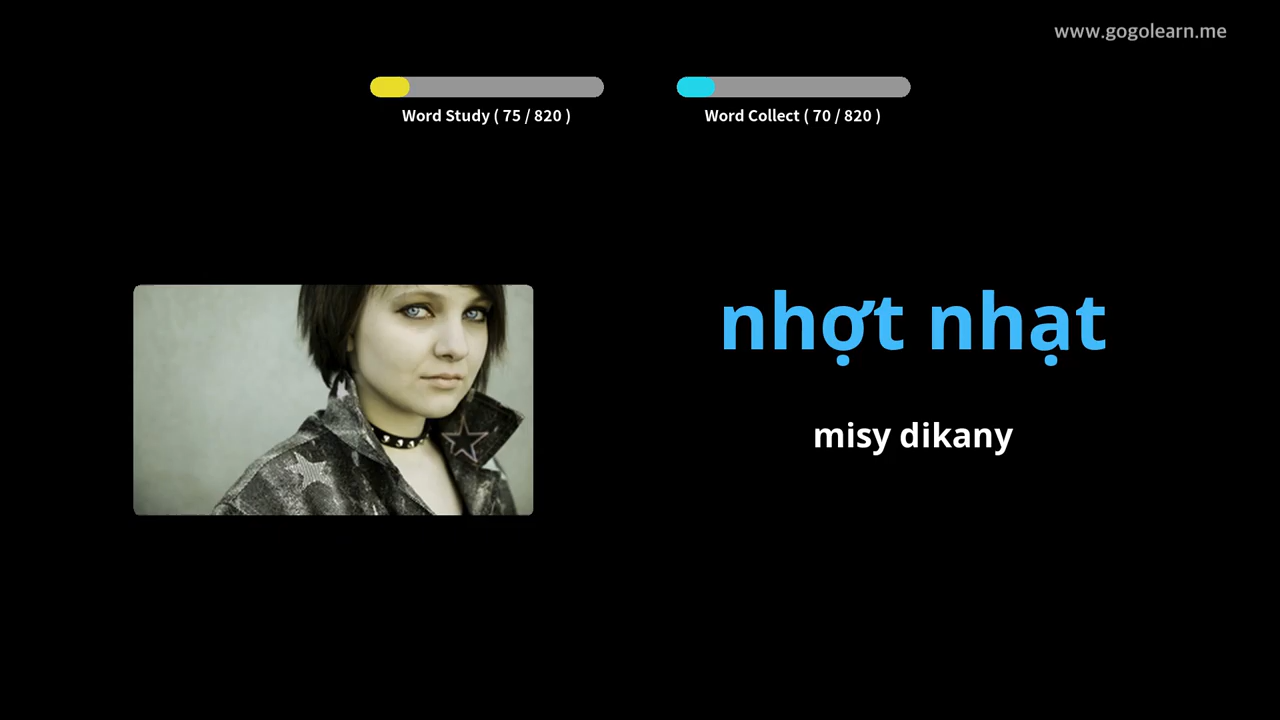 www.gogolearn.me
Word Study ( 75 / 820 )
Word Collect ( 70 / 820 )
nhợt nhạt
misy dikany